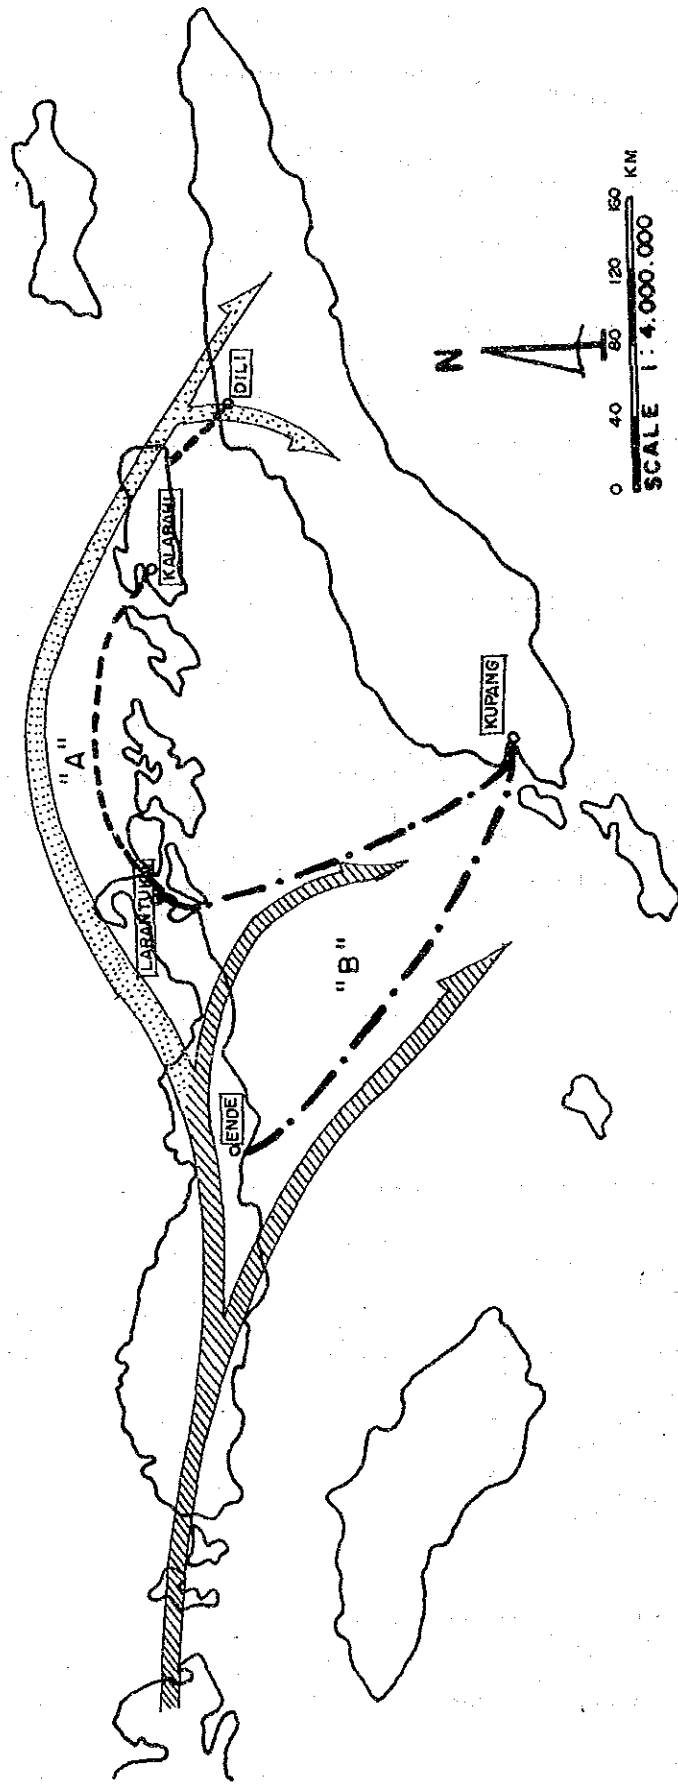 "A"
LARANTUKA
KALABAHI
DILI
ENDE
"B"
KUPANG
N
0 40 80 120 160 KM
SCALE 1:4.000.000